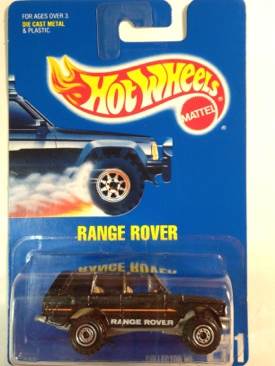 FOR AGES OVER 3
DIE CAST METAL
& PLASTIC.
HOT WHEELS
MATTEL
RANGE ROVER
RANGE ROVER